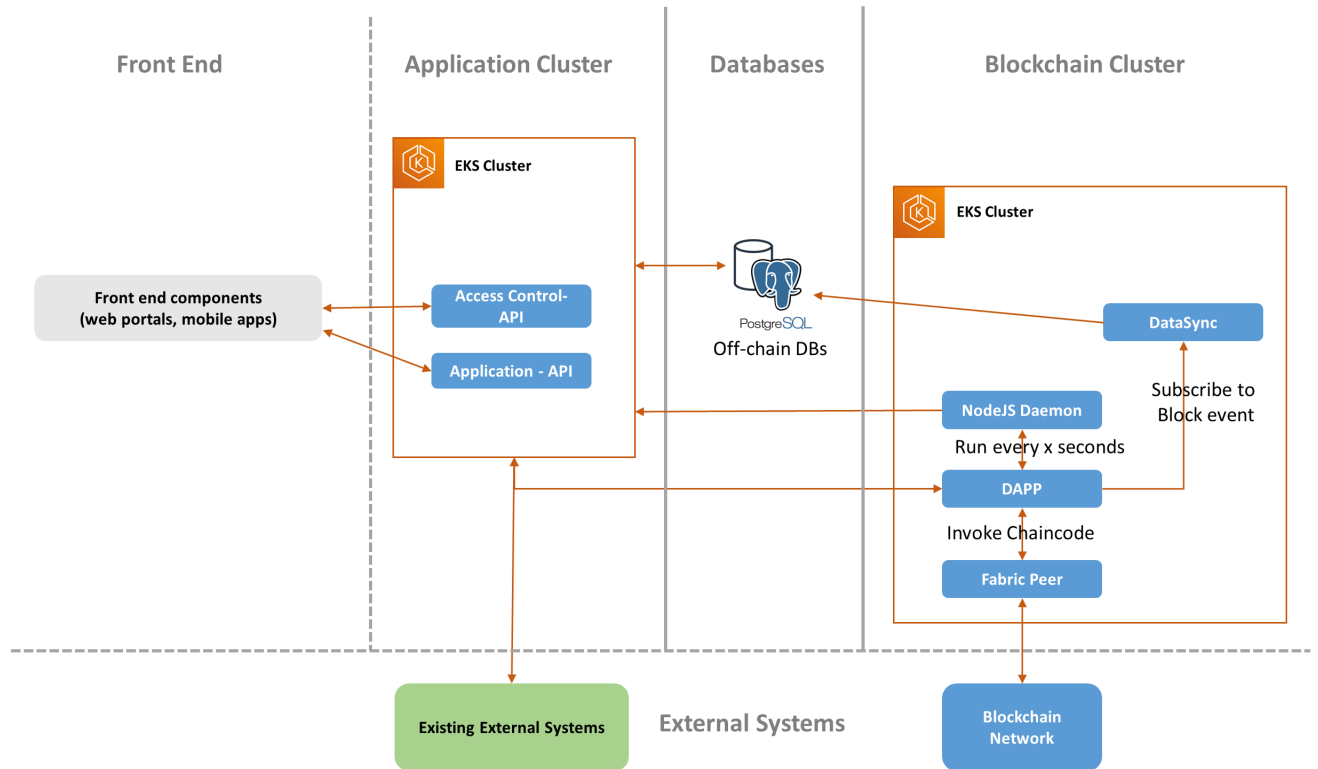 Front End
Application Cluster
Databases
Blockchain Cluster
EKS Cluster
EKS Cluster
Front end components
(web portals, mobile apps)
Access Control-
API
Application - API
PostgreSQL
Off-chain DBs
DataSync
Subscribe to
Block event
NodeJS Daemon
Run every x seconds
DAPP
Invoke Chaincode
Fabric Peer
Existing External Systems
External Systems
Blockchain
Network